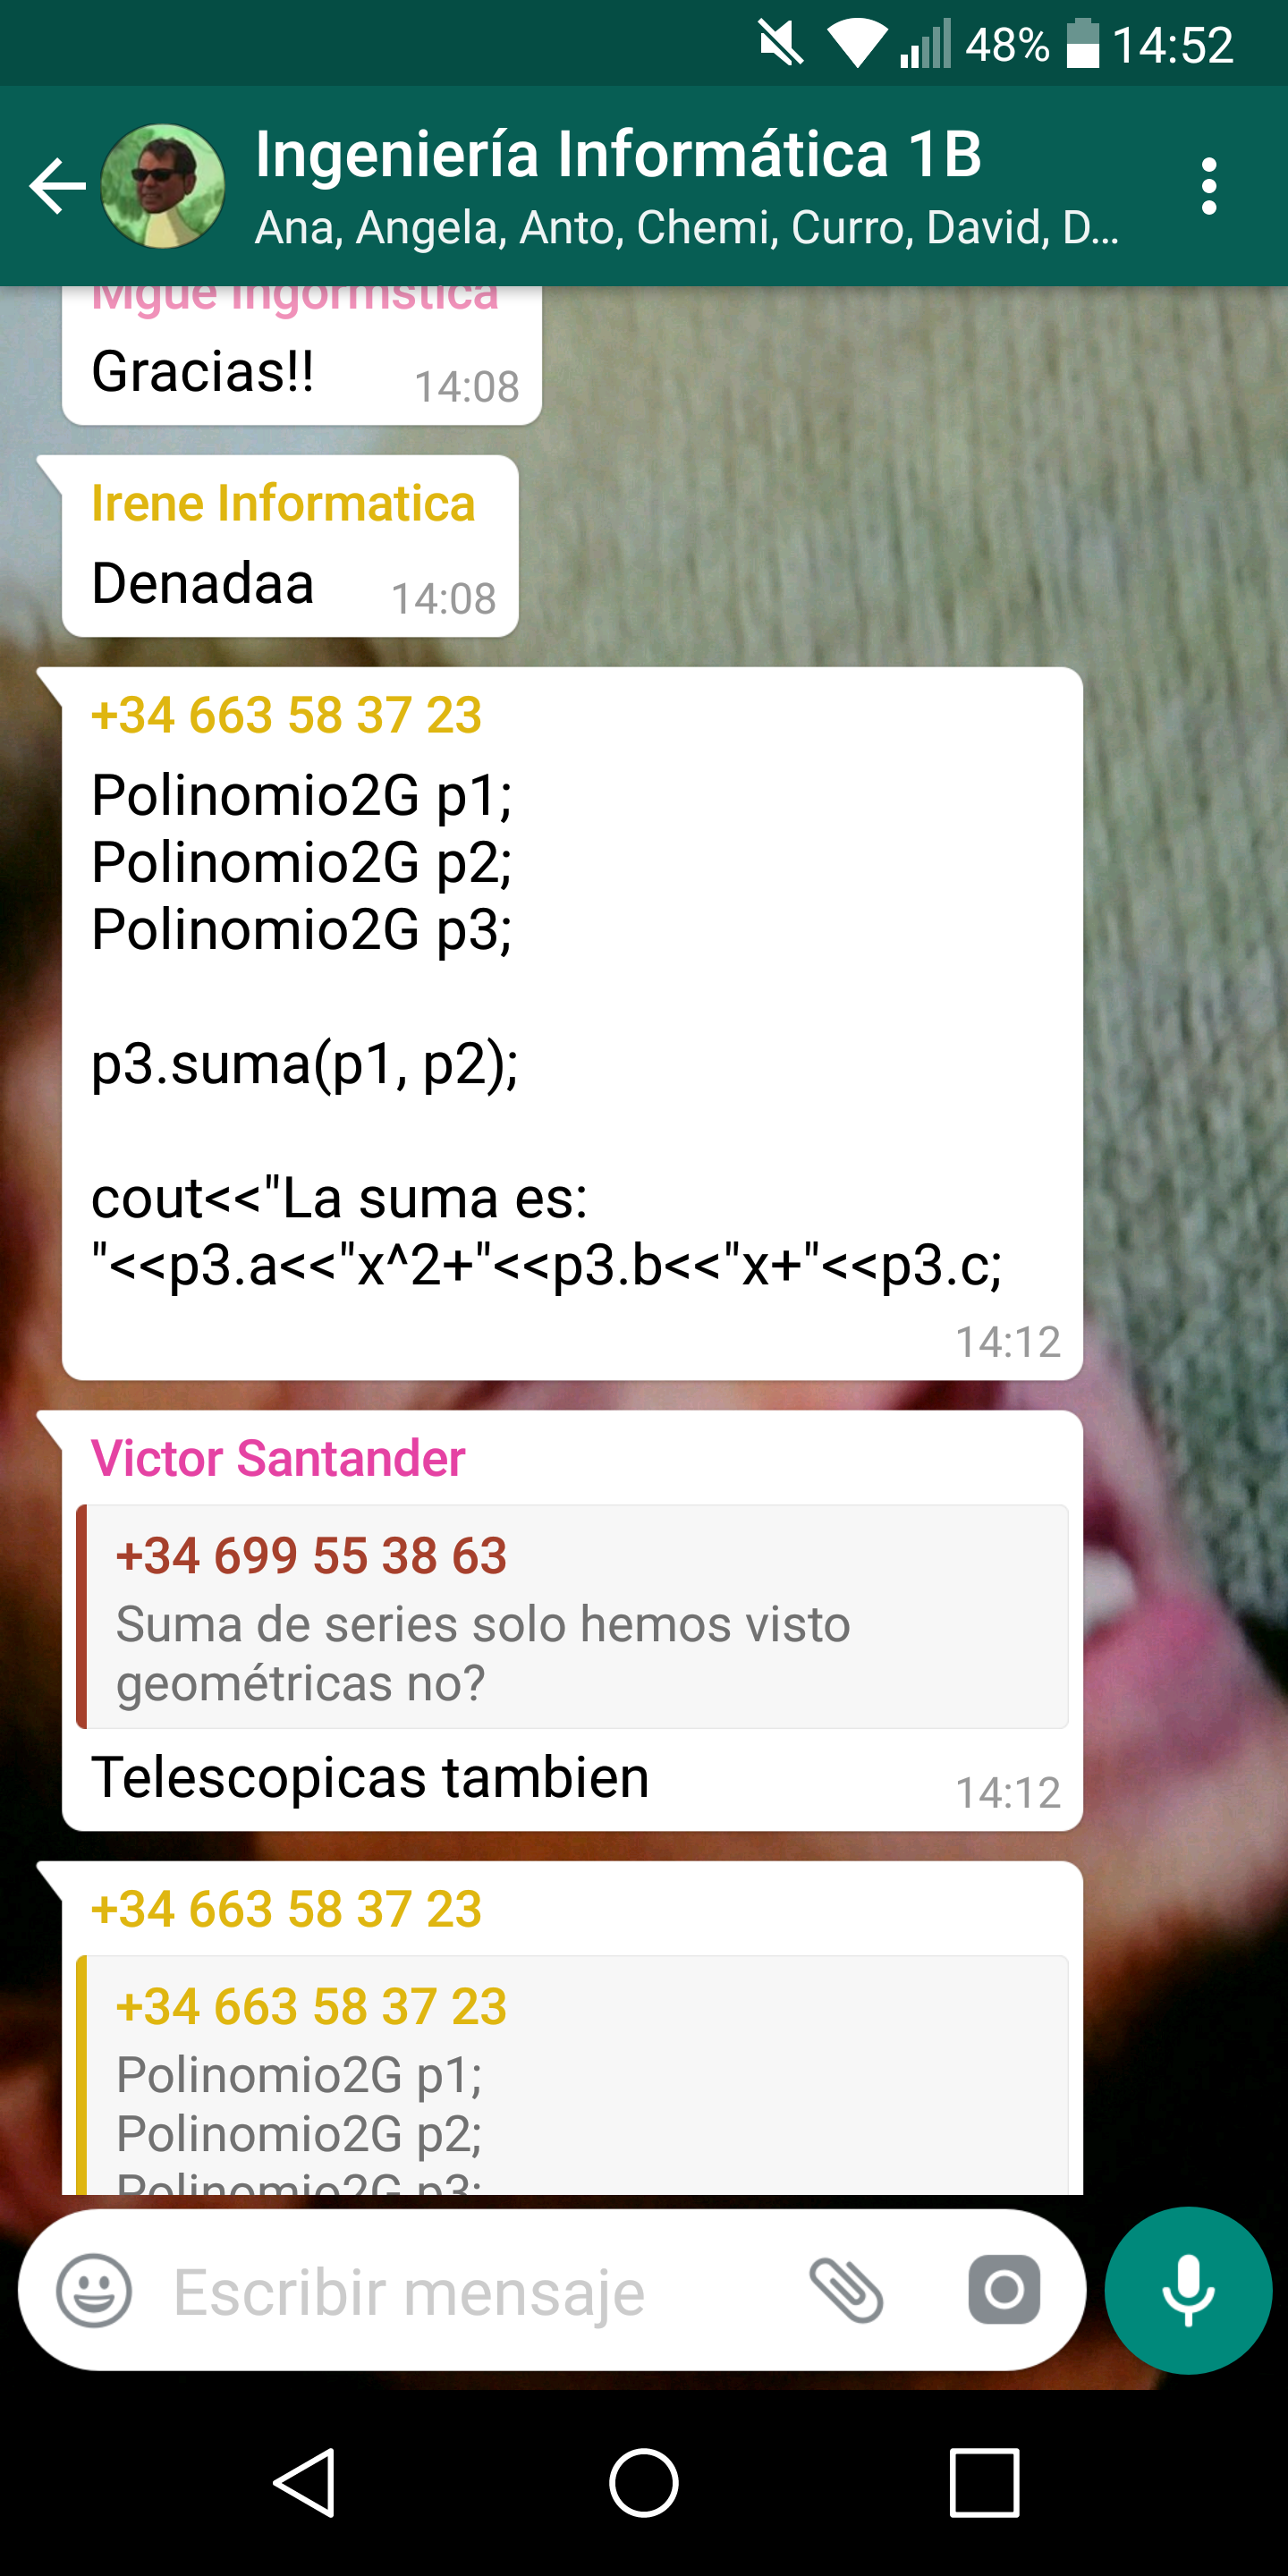 48% 14:52
Ingeniería Informática 1B
Ana, Angela, Anto, Chemi, Curro, David, D...
Mgue Ingormstica
Gracias!! 14:08
Irene Informatica
Denadaa 14:08
+34 663 58 37 23
Polinomio2G p1;
Polinomio2G p2;
Polinomio2G p3;
p3.suma(p1, p2);
cout<<"La suma es:
"<<p3.a<<"x^2+"<<p3.b<<"x+"<<p3.c;
14:12
Victor Santander
+34 699 55 38 63
Suma de series solo hemos visto
geométricas no?
Telescopicas tambien 14:12
+34 663 58 37 23
+34 663 58 37 23
Polinomio2G p1;
Polinomio2G p2;
Polinomio2G p3;
Escribir mensaje